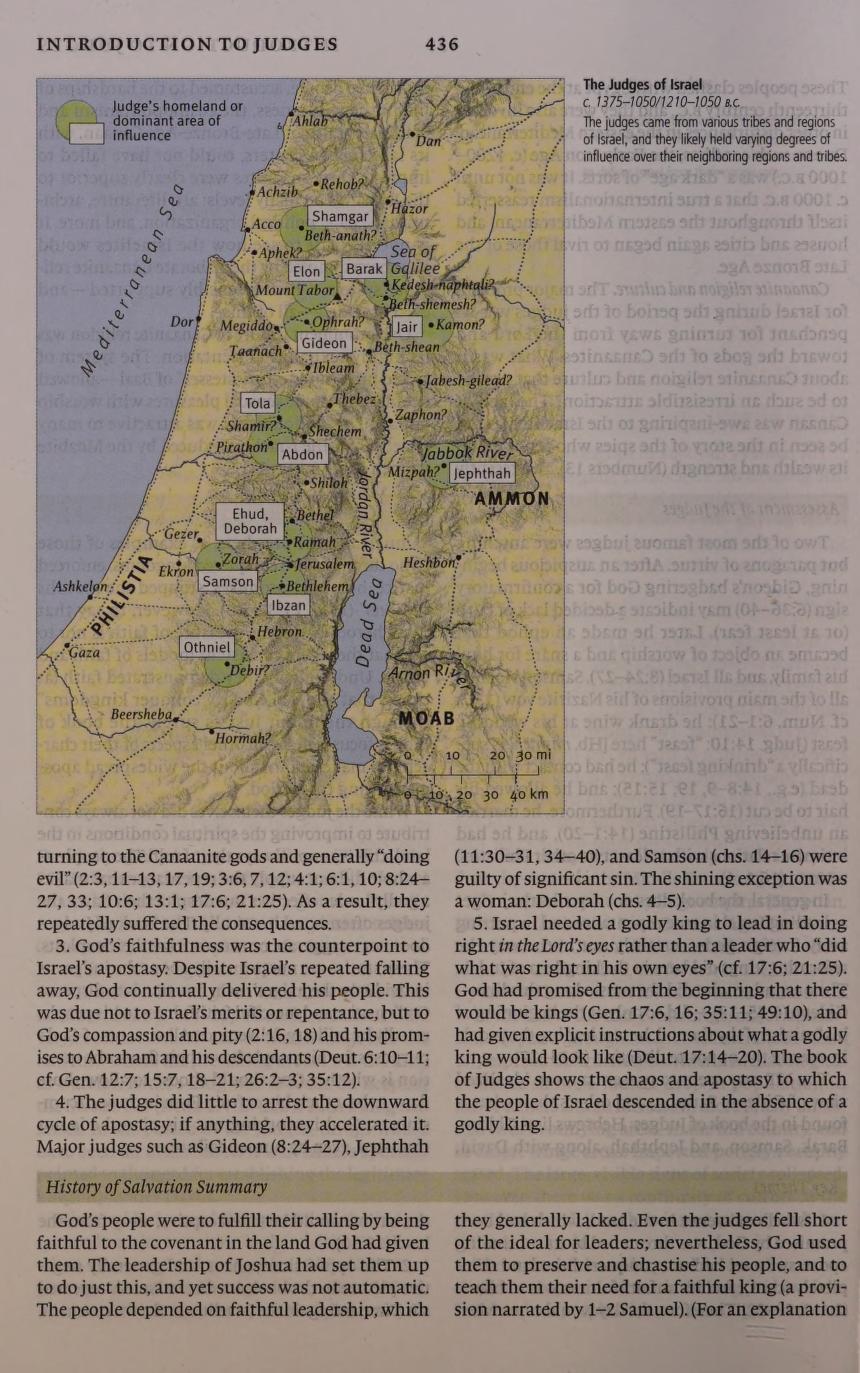 INTRODUCTION TO JUDGES 436
Judge's homeland or
dominant area of
influence
Mediterranean Sea
Ahlab
Dan
Achzib
Rehob?
Hazor
Shamgar
Acco
Beth-anath?
Aphek?
Sea of
Galilee
Elon
Barak
Mount Tabor
Kedesh-naphtali?
Beth-shemesh?
Dor
Megiddo
Ophrah?
Jair
Kamon?
Gideon
Taanach
Beth-shean
Ibleam
Jabesh-gilead?
Tola
Thebez
Zaphon?
Shamir?
Shechem
Pirathon
Abdon
Jabbok River
Mizpah?
Jephthah
Shiloh
Jordan River
AMMON
Ehud,
Deborah
Bethel
Gezer
Ramah
Zorah
Jerusalem
Heshbon
Ekron
Samson
Ashkelon
PHILISTIA
Bethlehem
Ibzan
Dead Sea
Hebron
Othniel
Gaza
Debir?
Beersheba
MOAB
Hormah?
0 10 20 30 mi
0 10 20 30 40 km
The Judges of Israel
c. 1375–1050/1210–1050 B.C.
The judges came from various tribes and regions
of Israel, and they likely held varying degrees of
influence over their neighboring regions and tribes.
turning to the Canaanite gods and generally “doing
evil” (2:3, 11–13, 17, 19; 3:6, 7, 12; 4:1; 6:1, 10; 8:24–
27, 33; 10:6; 13:1; 17:6; 21:25). As a result, they
repeatedly suffered the consequences.
3. God’s faithfulness was the counterpoint to
Israel’s apostasy. Despite Israel’s repeated falling
away, God continually delivered his people. This
was due not to Israel’s merits or repentance, but to
God’s compassion and pity (2:16, 18) and his prom-
ises to Abraham and his descendants (Deut. 6:10–11;
cf. Gen. 12:7; 15:7, 18–21; 26:2–3; 35:12).
4. The judges did little to arrest the downward
cycle of apostasy; if anything, they accelerated it.
Major judges such as Gideon (8:24–27), Jephthah
(11:30–31, 34–40), and Samson (chs. 14–16) were
guilty of significant sin. The shining exception was
a woman: Deborah (chs. 4–5).
5. Israel needed a godly king to lead in doing
right in the Lord’s eyes rather than a leader who “did
what was right in his own eyes” (cf. 17:6; 21:25).
God had promised from the beginning that there
would be kings (Gen. 17:6, 16; 35:11; 49:10), and
had given explicit instructions about what a godly
king would look like (Deut. 17:14–20). The book
of Judges shows the chaos and apostasy to which
the people of Israel descended in the absence of a
godly king.
History of Salvation Summary
God’s people were to fulfill their calling by being
faithful to the covenant in the land God had given
them. The leadership of Joshua had set them up
to do just this, and yet success was not automatic.
The people depended on faithful leadership, which
they generally lacked. Even the judges fell short
of the ideal for leaders; nevertheless, God used
them to preserve and chastise his people, and to
teach them their need for a faithful king (a provi-
sion narrated by 1–2 Samuel). (For an explanation